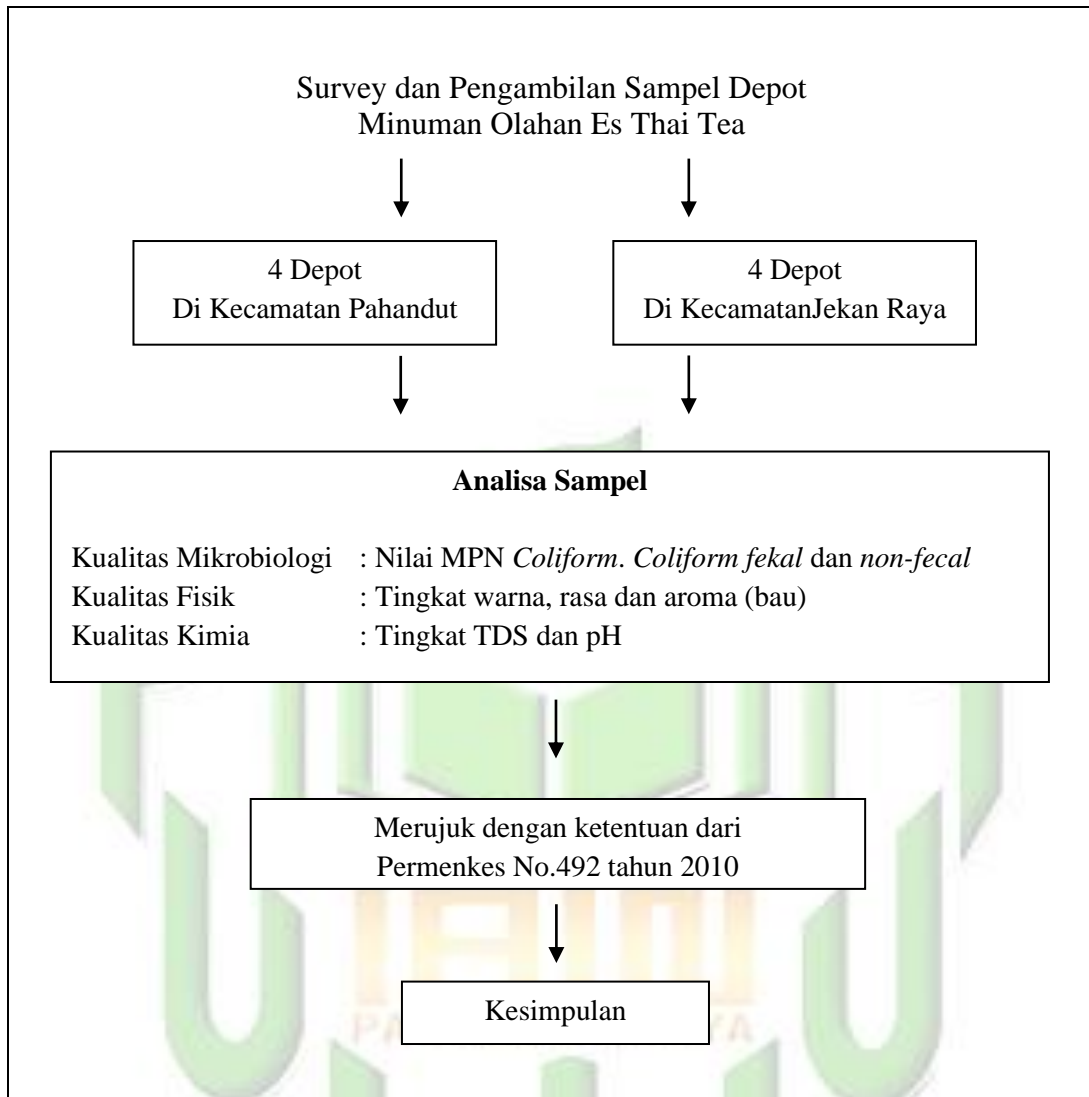 Survey dan Pengambilan Sampel Depot
Minuman Olahan Es Thai Tea
4 Depot
Di Kecamatan Pahandut
4 Depot
Di KecamatanJekan Raya
Analisa Sampel
Kualitas Mikrobiologi : Nilai MPN Coliform. Coliform fekal dan non-fecal
Kualitas Fisik : Tingkat warna, rasa dan aroma (bau)
Kualitas Kimia : Tingkat TDS dan pH
Merujuk dengan ketentuan dari
Permenkes No.492 tahun 2010
Kesimpulan